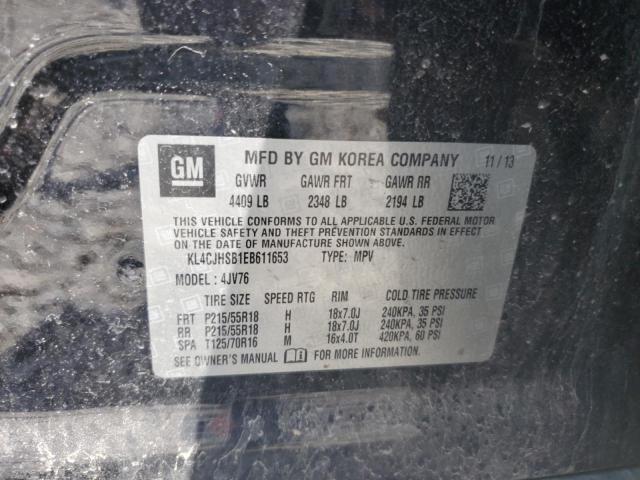 GM
MFD BY GM KOREA COMPANY 11/13
GVWR GAWR FRT GAWR RR
4409 LB 2348 LB 2194 LB
THIS VEHICLE CONFORMS TO ALL APPLICABLE U.S. FEDERAL MOTOR
VEHICLE SAFETY AND THEFT PREVENTION STANDARDS IN EFFECT
ON THE DATE OF MANUFACTURE SHOWN ABOVE.
KL4CJHSB1EB611653 TYPE: MPV
MODEL: 4JV76
TIRE SIZE SPEED RTG RIM COLD TIRE PRESSURE
FRT P215/55R18 H 18x7.0J 240KPA, 35 PSI
RR P215/55R18 H 18x7.0J 240KPA, 35 PSI
SPA T125/70R16 M 16x4.0T 420KPA, 60 PSI
SEE OWNER'S MANUAL FOR MORE INFORMATION.